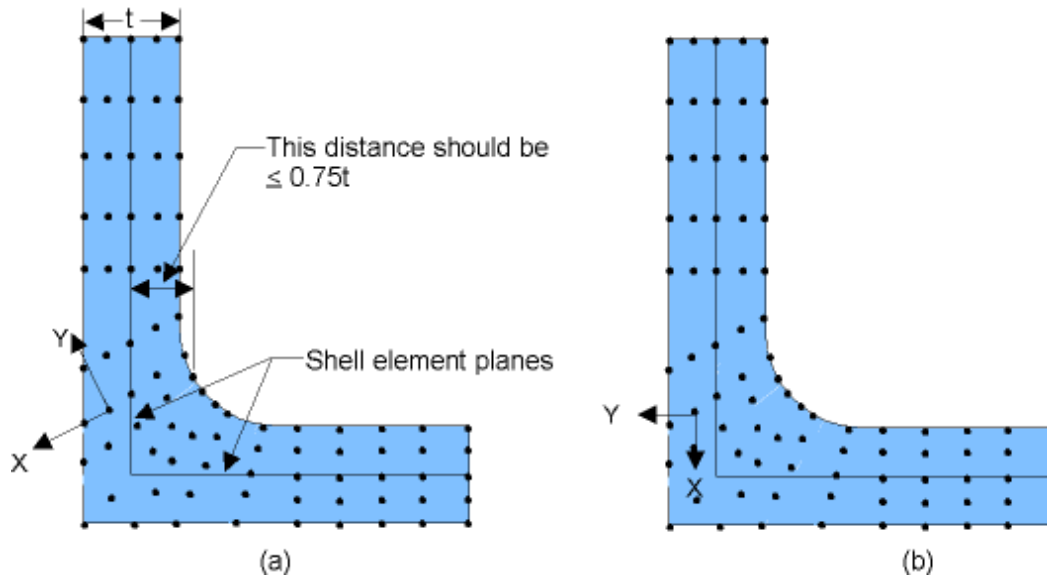 t
This distance should be
≤ 0.75t
Y
Shell element planes
X
(a)
Y
X
(b)